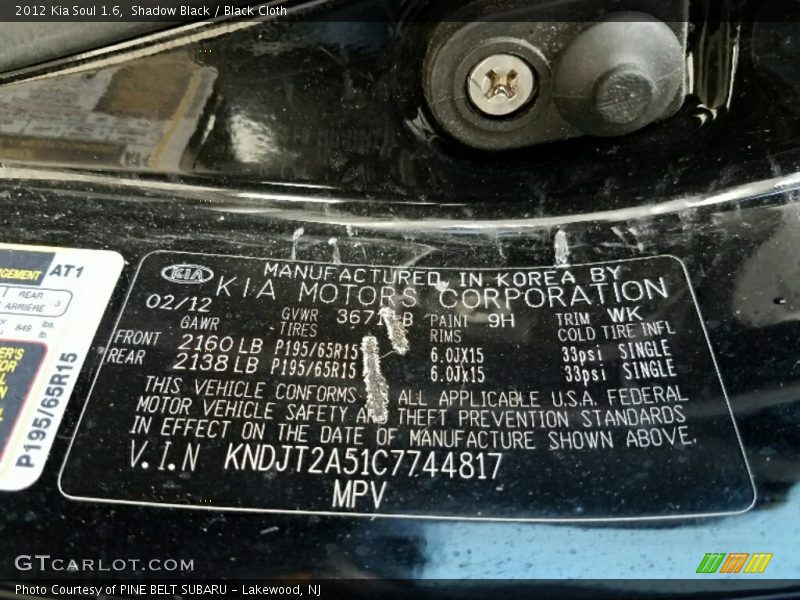 2012 Kia Soul 1.6, Shadow Black / Black Cloth
KIA
MANUFACTURED IN KOREA BY
02/12 KIA MOTORS CORPORATION
GAWR GVWR B PAINT 9H TRIM WK
TIRES RIMS COLD TIRE INFL
FRONT 2160 LB P195/65R15 6.0JX15 33psi SINGLE
REAR 2138 LB P195/65R15 6.0Jx15 33psi SINGLE
THIS VEHICLE CONFORMS ALL APPLICABLE U.S.A. FEDERAL
MOTOR VEHICLE SAFETY THEFT PREVENTION STANDARDS
IN EFFECT ON THE DATE OF MANUFACTURE SHOWN ABOVE.
V.I.N KNDJT2A51C7744817
MPV
AT1
REAR 3
ARRIÈRE
849 lbs.
P195/65R15
GTCARLOT.COM
Photo Courtesy of PINE BELT SUBARU - Lakewood, NJ